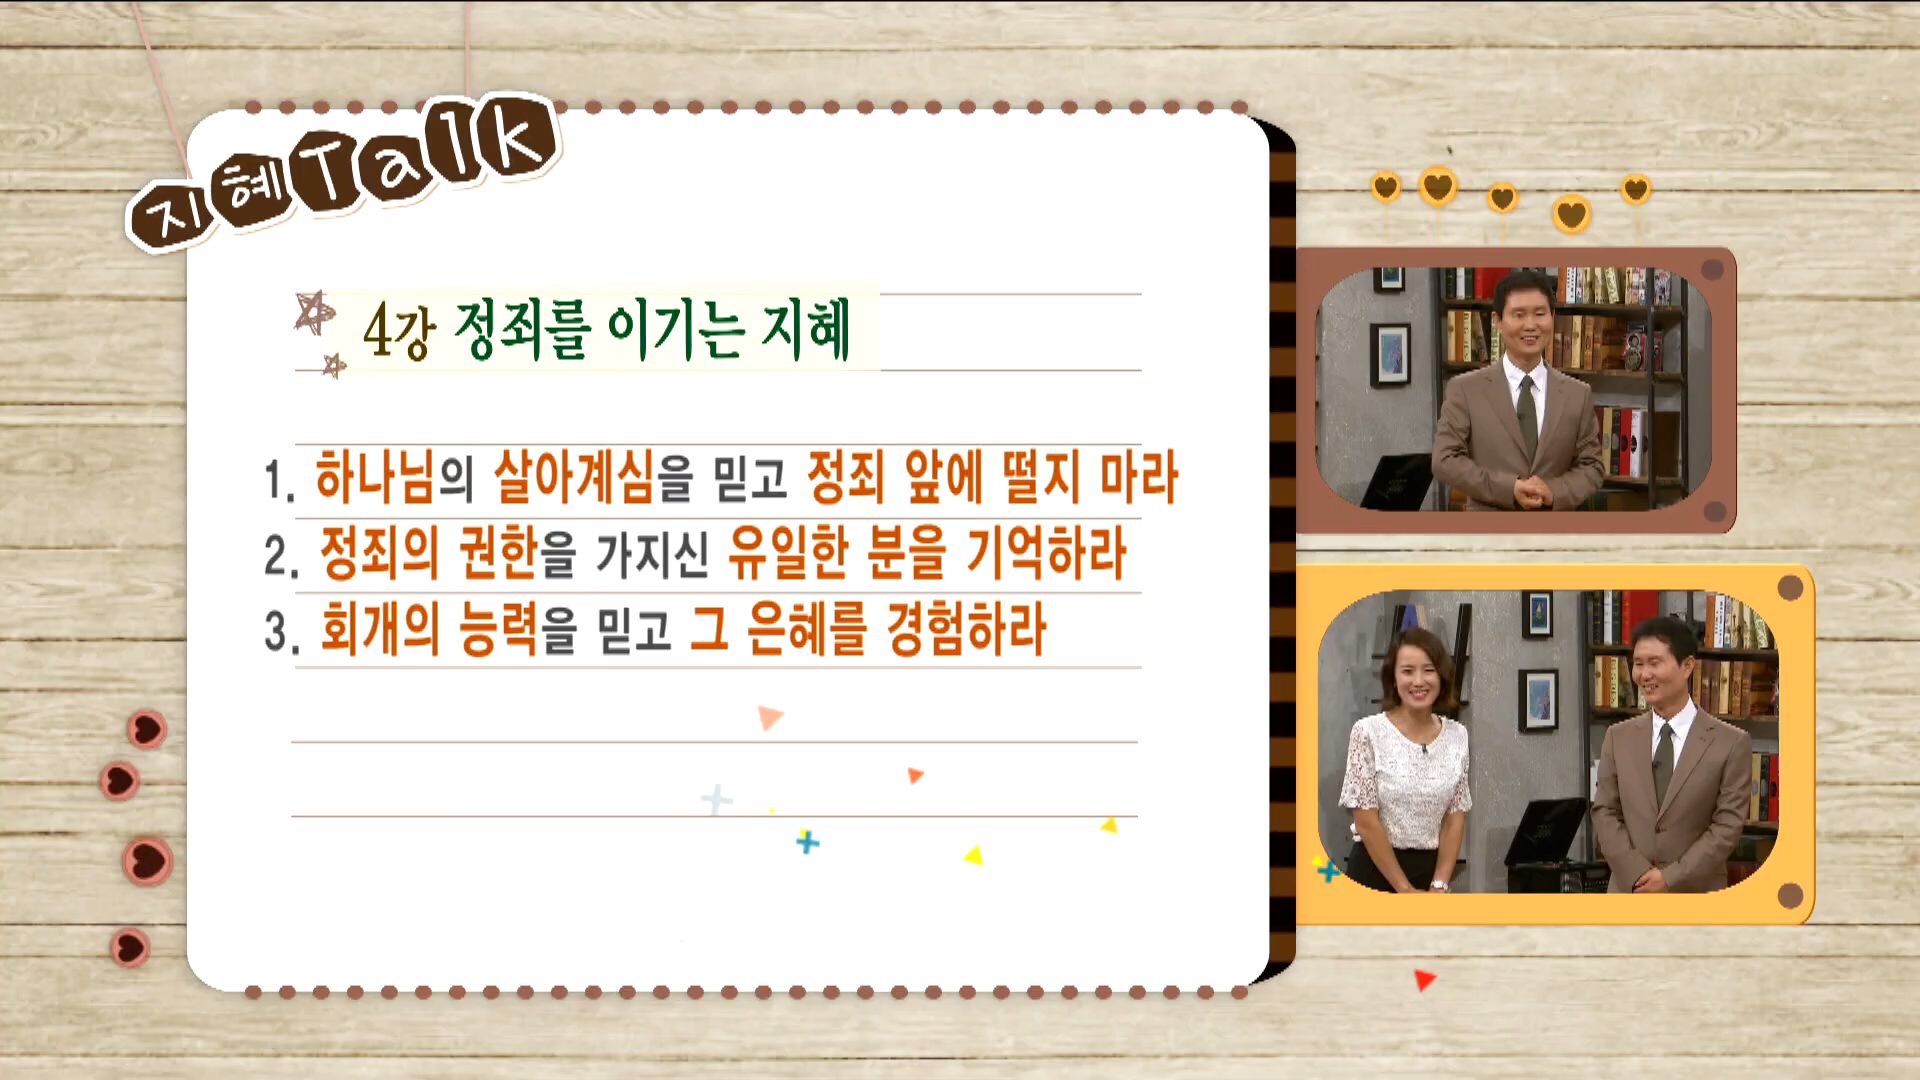 지혜Talk
4강 정죄를 이기는 지혜
1. 하나님의 살아계심을 믿고 정죄 앞에 떨지 마라
2. 정죄의 권한을 가지신 유일한 분을 기억하라
3. 회개의 능력을 믿고 그 은혜를 경험하라